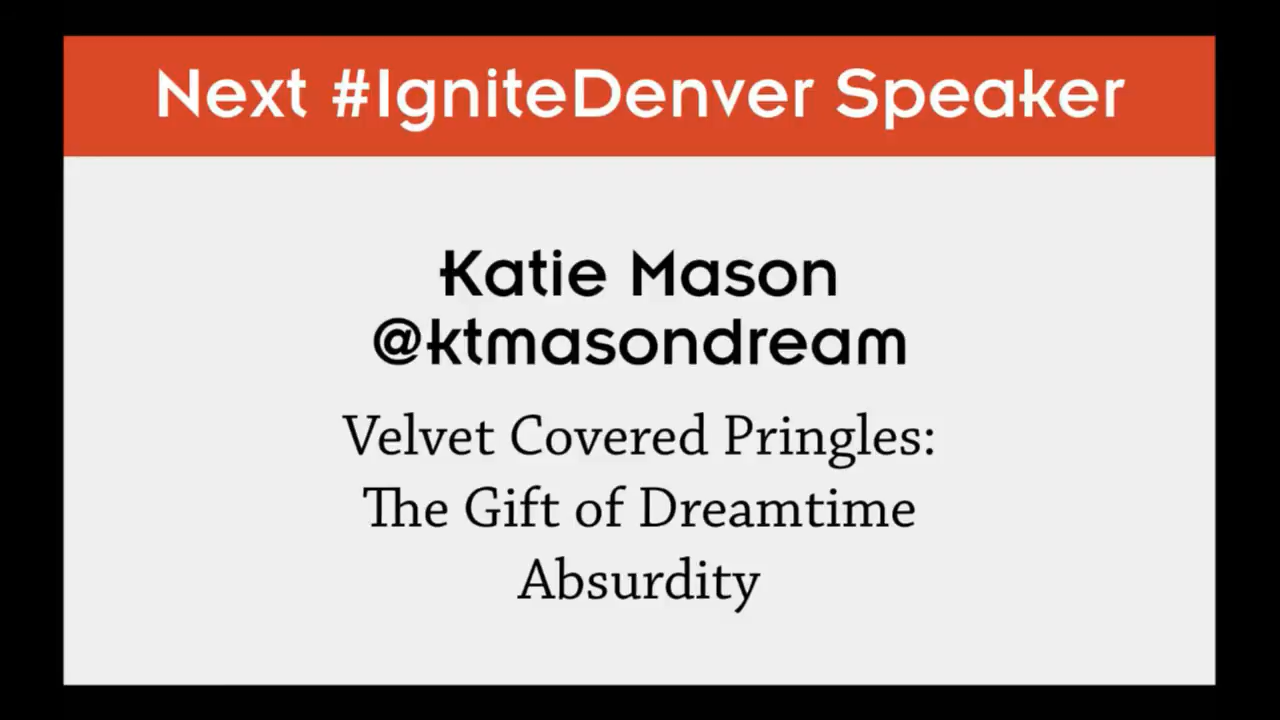 Next #IgniteDenver Speaker
Katie Mason
@ktmasondream
Velvet Covered Pringles:
The Gift of Dreamtime
Absurdity